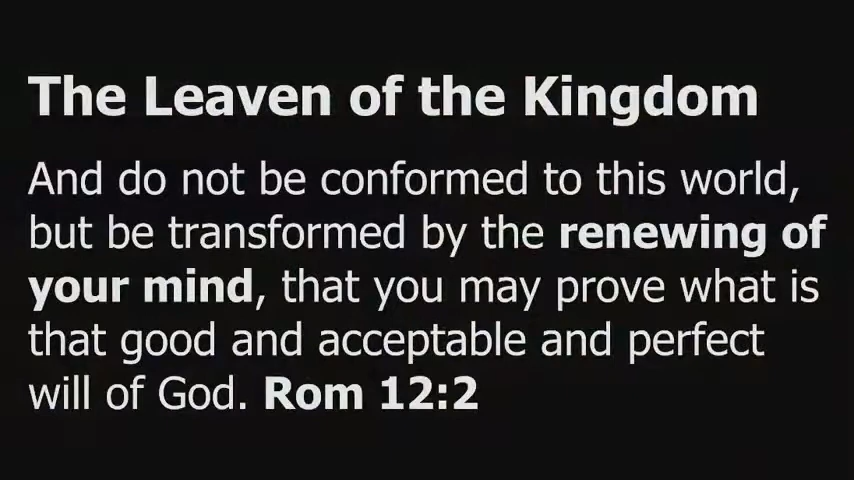 The Leaven of the Kingdom
And do not be conformed to this world,
but be transformed by the renewing of
your mind, that you may prove what is
that good and acceptable and perfect
will of God. Rom 12:2